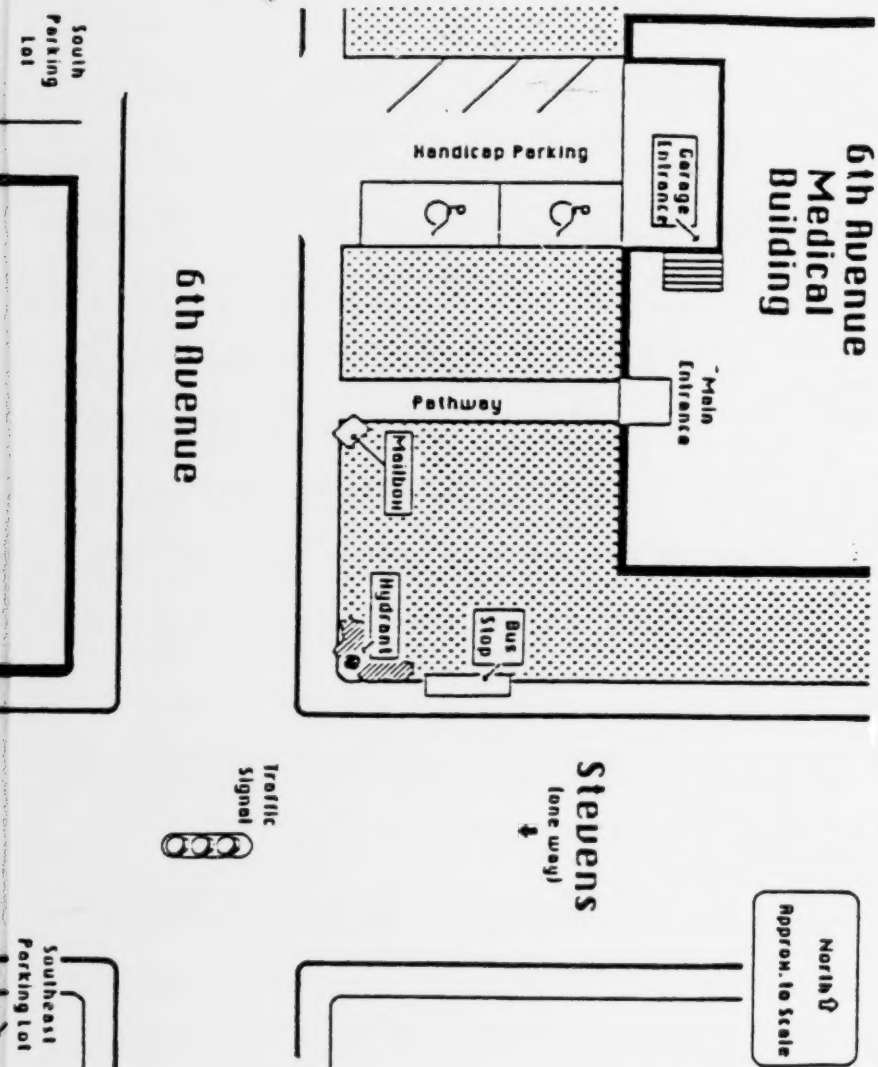 6th Avenue
Medical
Building
North
Approx. to Scale
Garage
Entrance
Main
Entrance
Handicap Parking
Pathway
Bus
Stop
Stevens
(one way)
Mailbox
Hydrant
6th Avenue
Traffic
Signal
South
Parking
Lot
Southeast
Parking Lot